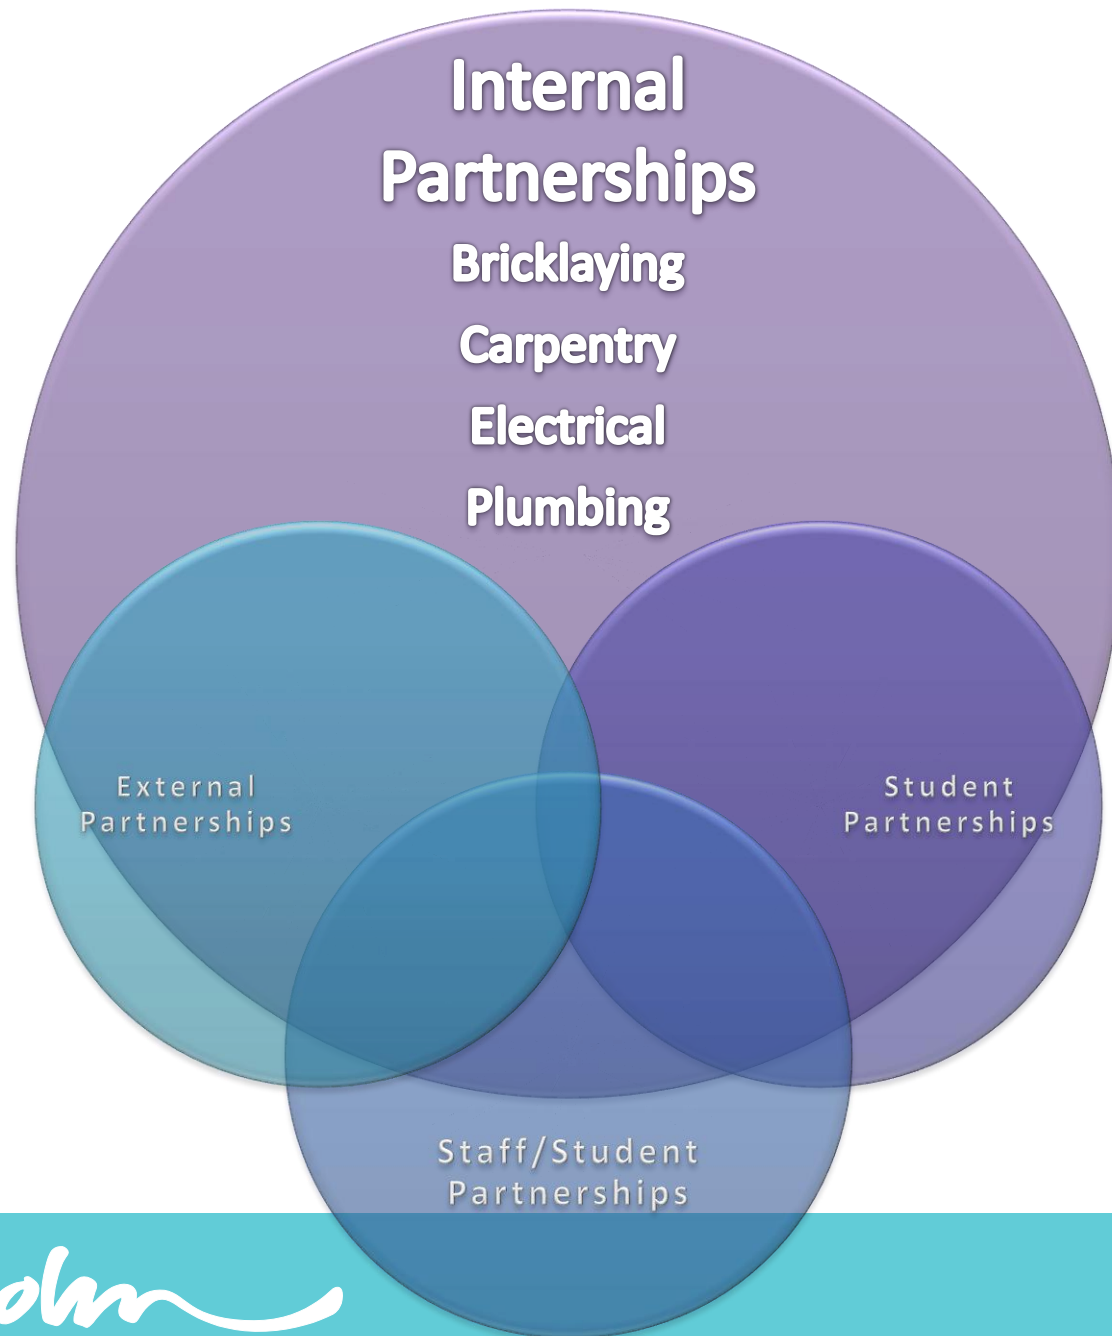 Internal
Partnerships
Bricklaying
Carpentry
Electrical
Plumbing
External
Partnerships
Student
Partnerships
Staff/Student
Partnerships